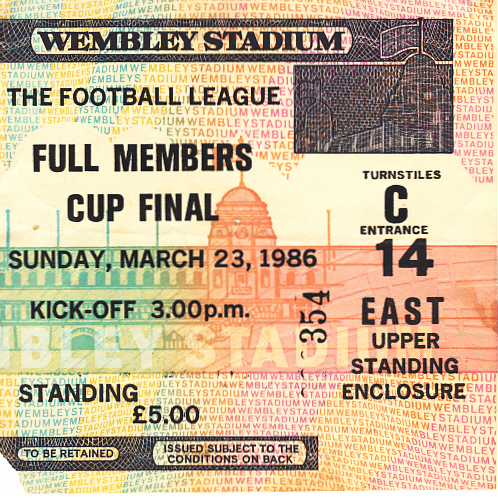 WEMBLEY STADIUM
THE FOOTBALL LEAGUE
FULL MEMBERS
CUP FINAL
SUNDAY, MARCH 23, 1986
KICK-OFF 3.00p.m.
STANDING
£5.00
TO BE RETAINED
ISSUED SUBJECT TO THE
CONDITIONS ON BACK
TURNSTILES
C
ENTRANCE
14
EAST
UPPER
STANDING
ENCLOSURE
354
MBLEY STADIUM